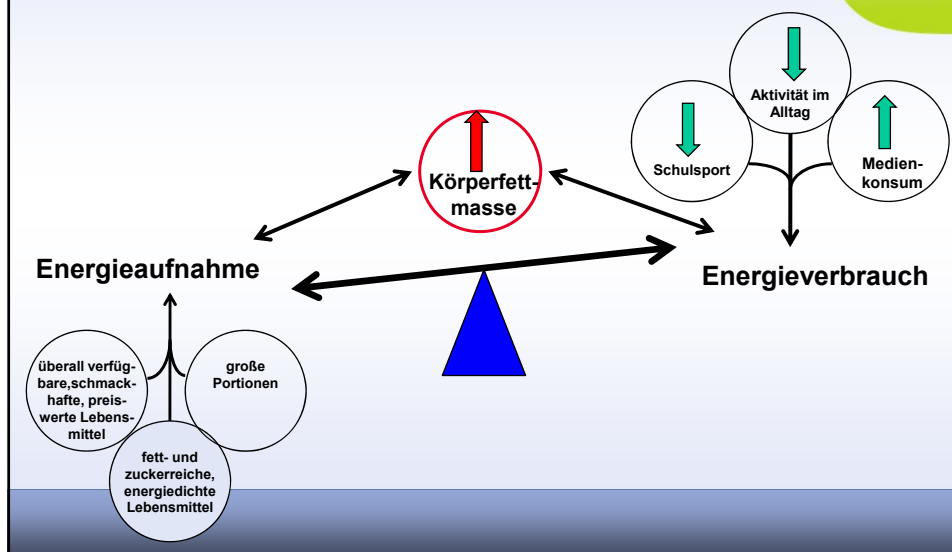 Aktivität im
Alltag
Schulsport
Medien-
konsum
Körperfett-
masse
Energieaufnahme
Energieverbrauch
überall verfüg-
bare,schmack-
hafte, preis-
werte Lebens-
mittel
große
Portionen
fett- und
zuckerreiche,
energiedichte
Lebensmittel